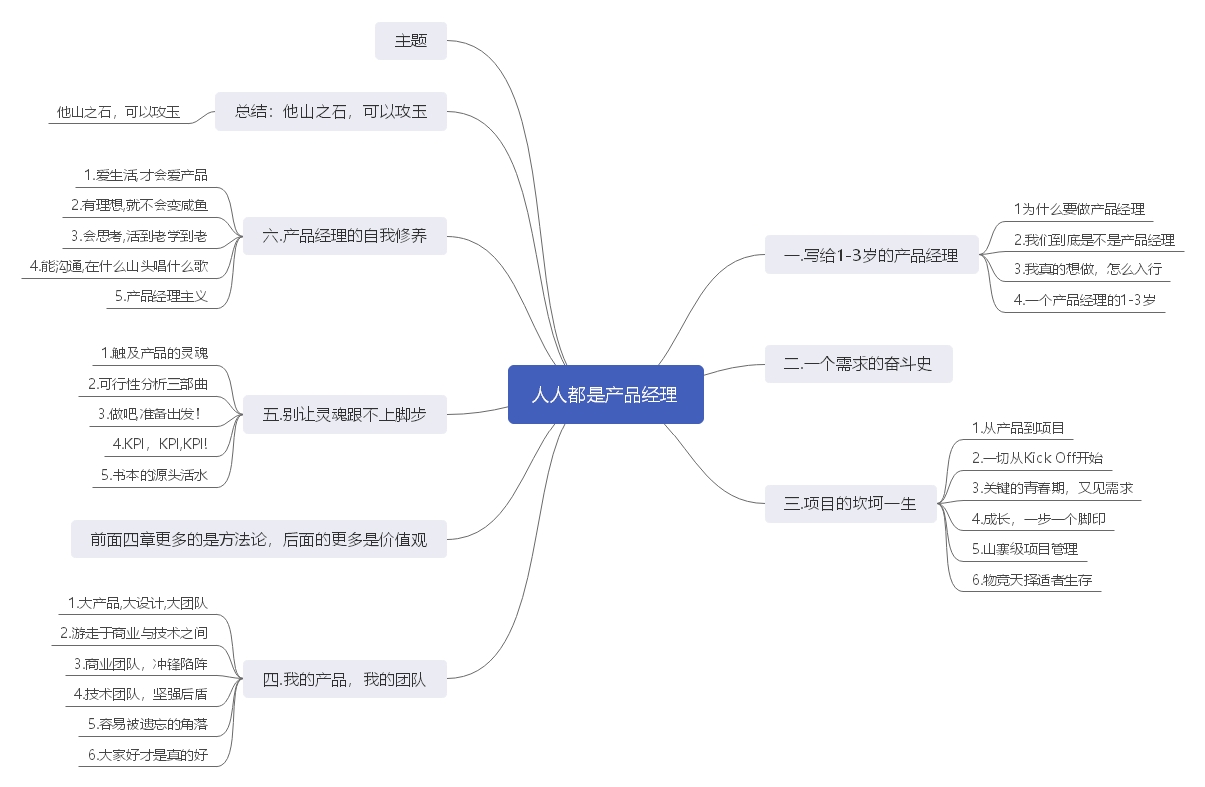 人人都是产品经理
一.写给1-3岁的产品经理
1为什么要做产品经理
2.我们到底是不是产品经理
3.我真的想做，怎么入行
4.一个产品经理的1-3岁
二.一个需求的奋斗史
三.项目的坎坷一生
1.从产品到项目
2.一切从Kick Off开始
3.关键的青春期，又见需求
4.成长，一步一个脚印
5.山寨级项目管理
6.物竞天择适者生存
四.我的产品，我的团队
1.大产品,大设计,大团队
2.游走于商业与技术之间
3.商业团队，冲锋陷阵
4.技术团队，坚强后盾
5.容易被遗忘的角落
6.大家好才是真的好
前面四章更多的是方法论，后面的更多是价值观
五.别让灵魂跟不上脚步
1.触及产品的灵魂
2.可行性分析三部曲
3.做吧,准备出发！
4.KPI，KPI,KPI!
5.书本的源头活水
六.产品经理的自我修养
1.爱生活,才会爱产品
2.有理想,就不会变咸鱼
3.会思考,活到老学到老
4.能沟通,在什么山头唱什么歌
5.产品经理主义
总结：他山之石，可以攻玉
他山之石，可以攻玉
主题